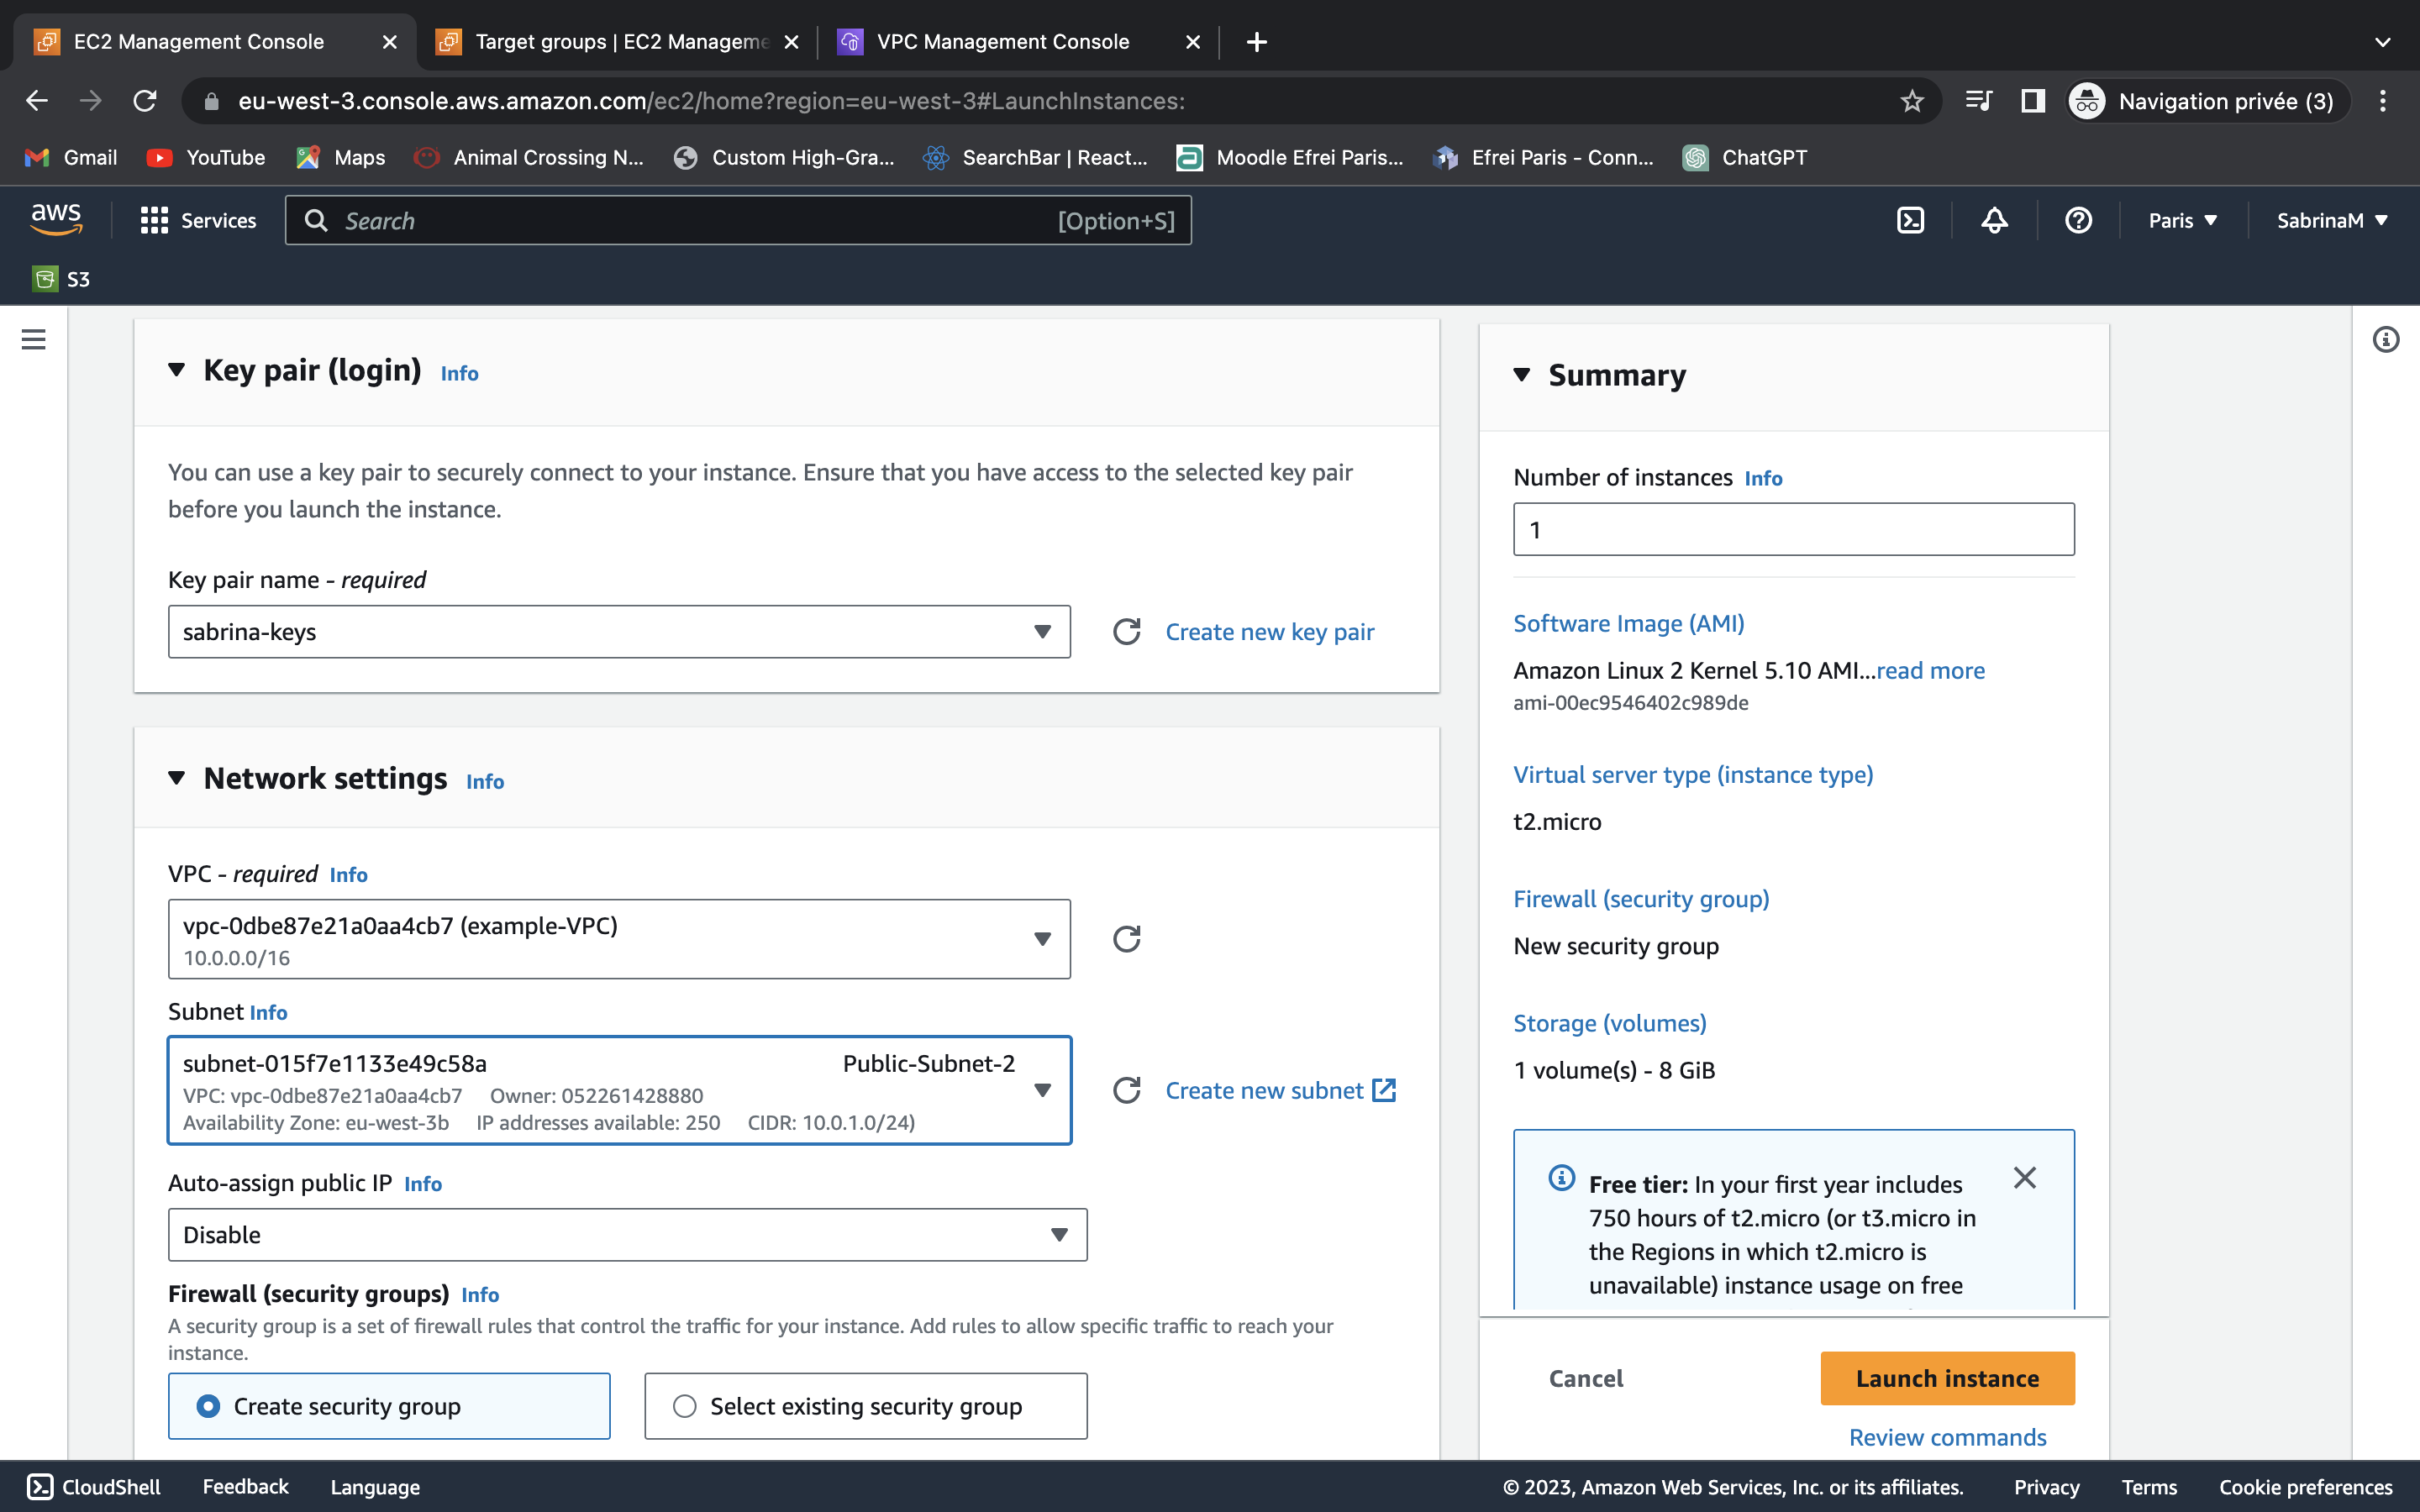 EC2 Management Console
Target groups | EC2 Manageme
VPC Management Console
eu-west-3.console.aws.amazon.com/ec2/home?region=eu-west-3#LaunchInstances:
Navigation privée (3)
Gmail
YouTube
Maps
Animal Crossing N...
Custom High-Gra...
SearchBar | React...
Moodle Efrei Paris...
Efrei Paris - Conn...
ChatGPT
aws
Services
Search
[Option+S]
Paris
SabrinaM
S3
Key pair (login) Info
You can use a key pair to securely connect to your instance. Ensure that you have access to the selected key pair
before you launch the instance.
Key pair name - required
sabrina-keys
Create new key pair
Network settings Info
VPC - required Info
vpc-0dbe87e21a0aa4cb7 (example-VPC)
10.0.0.0/16
Subnet Info
subnet-015f7e1133e49c58a Public-Subnet-2
VPC: vpc-0dbe87e21a0aa4cb7 Owner: 052261428880
Availability Zone: eu-west-3b IP addresses available: 250 CIDR: 10.0.1.0/24)
Create new subnet
Auto-assign public IP Info
Disable
Firewall (security groups) Info
A security group is a set of firewall rules that control the traffic for your instance. Add rules to allow specific traffic to reach your
instance.
Create security group
Select existing security group
Summary
Number of instances Info
1
Software Image (AMI)
Amazon Linux 2 Kernel 5.10 AMI...read more
ami-00ec9546402c989de
Virtual server type (instance type)
t2.micro
Firewall (security group)
New security group
Storage (volumes)
1 volume(s) - 8 GiB
Free tier: In your first year includes
750 hours of t2.micro (or t3.micro in
the Regions in which t2.micro is
unavailable) instance usage on free
Cancel
Launch instance
Review commands
CloudShell
Feedback
Language
© 2023, Amazon Web Services, Inc. or its affiliates.
Privacy
Terms
Cookie preferences